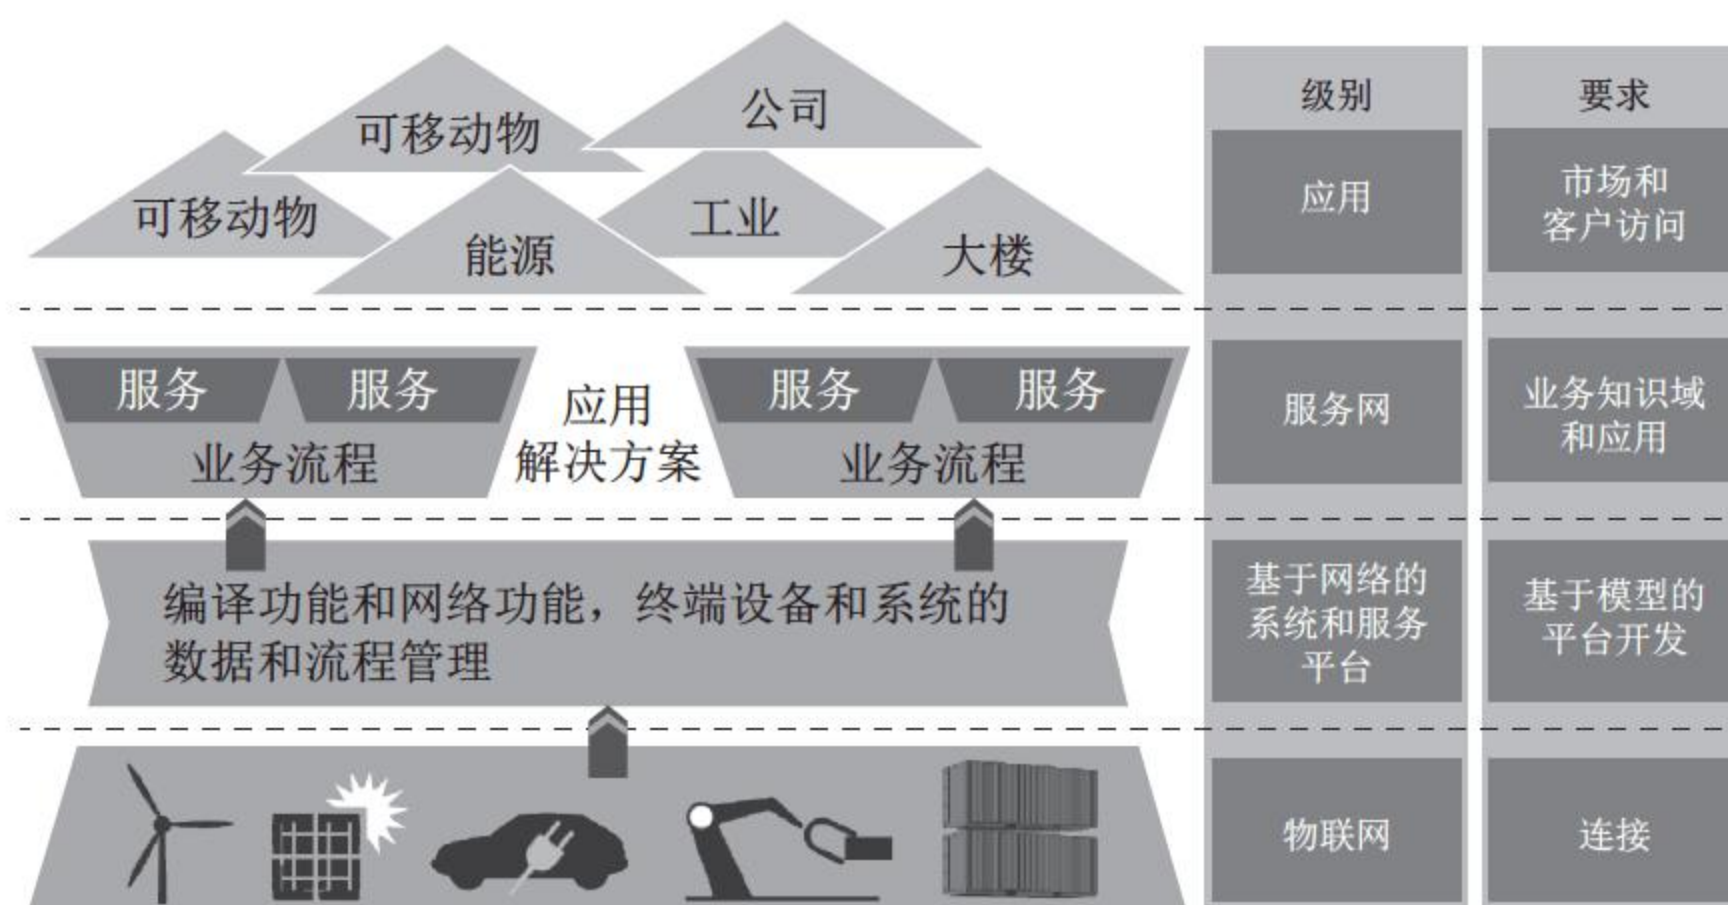 公司
可移动物
可移动物
工业
能源
大楼
级别
要求
应用
市场和
客户访问
服务
服务
应用
解决方案
服务
服务
业务流程
业务流程
服务网
业务知识域
和应用
编译功能和网络功能，终端设备和系统的
数据和流程管理
基于网络的
系统和服务
平台
基于模型的
平台开发
物联网
连接